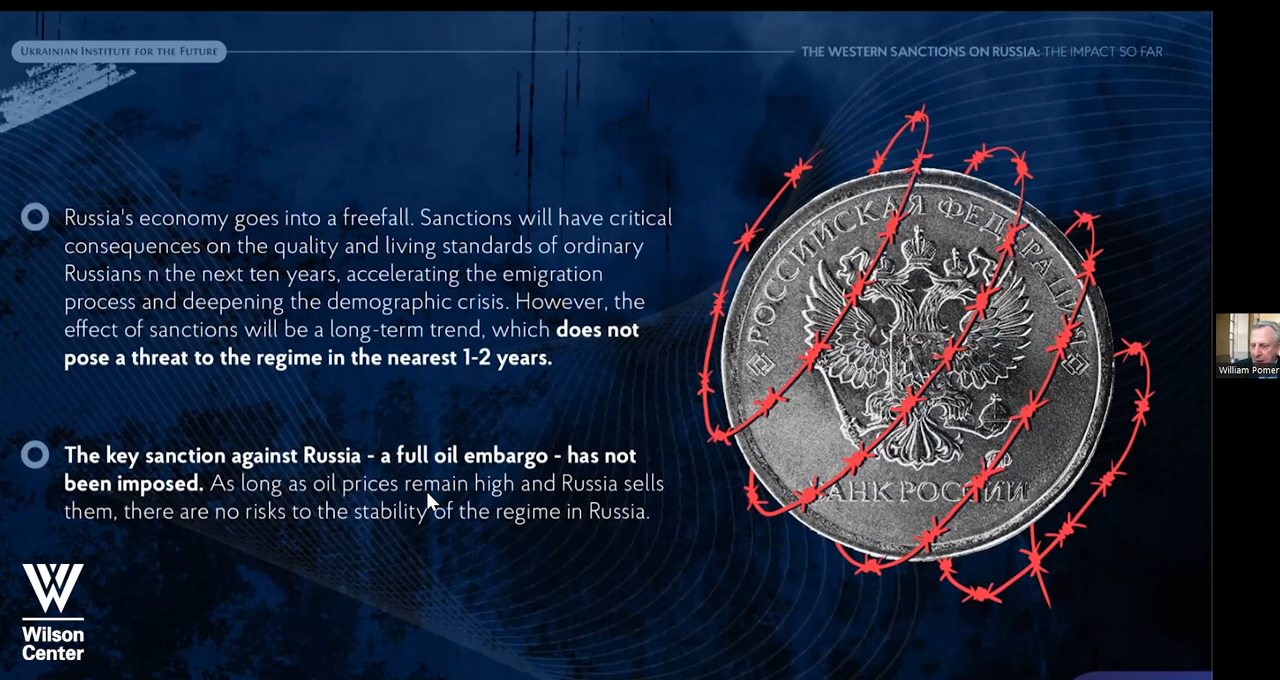 UKRAINIAN INSTITUTE FOR THE FUTURE
THE WESTERN SANCTIONS ON RUSSIA: THE IMPACT SO FAR
Russia's economy goes into a freefall. Sanctions will have critical
consequences on the quality and living standards of ordinary
Russians n the next ten years, accelerating the emigration
process and deepening the demographic crisis. However, the
effect of sanctions will be a long-term trend, which does not
pose a threat to the regime in the nearest 1-2 years.
The key sanction against Russia - a full oil embargo - has not
been imposed. As long as oil prices remain high and Russia sells
them, there are no risks to the stability of the regime in Russia.
РОССИЙСКАЯ ФЕДЕРАЦИЯ
БАНК РОССИИ
William Pomer
W
Wilson
Center